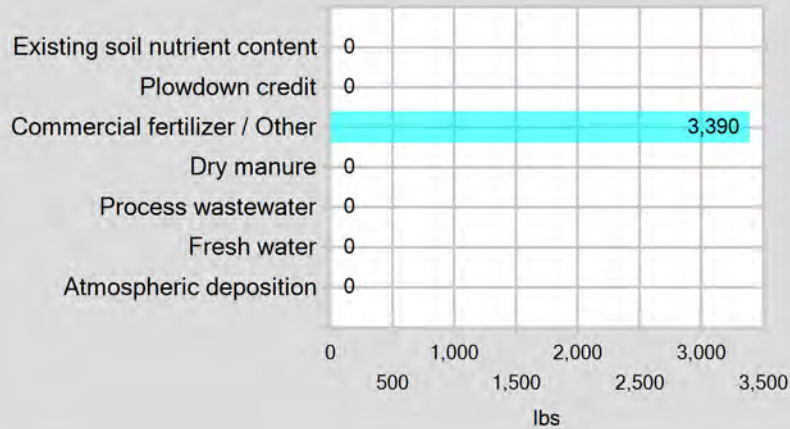 Existing soil nutrient content 0
Plowdown credit 0
Commercial fertilizer / Other 3,390
Dry manure 0
Process wastewater 0
Fresh water 0
Atmospheric deposition 0
0 1,000 2,000 3,000
500 1,500 2,500 3,500
lbs